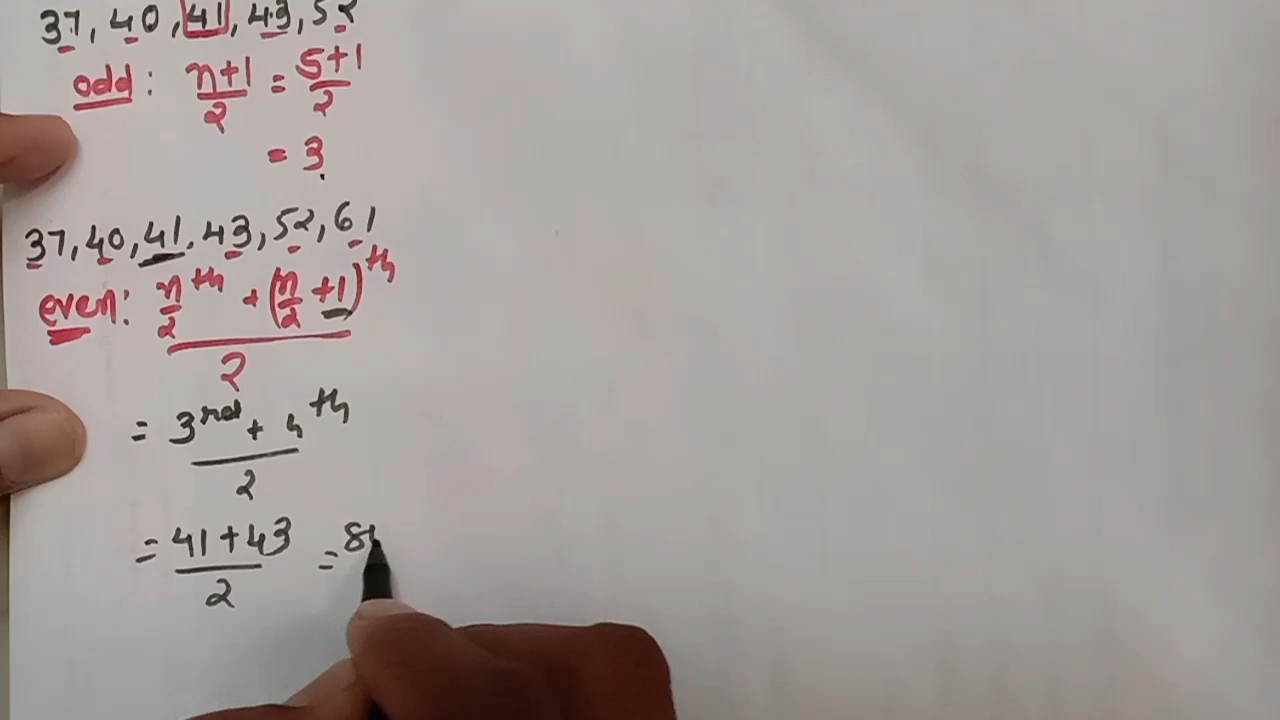 37, 40, 41, 43, 52
odd : n+1/2 = 5+1/2
= 3
37, 40, 41, 43, 52, 61
even: n/2 th + (n/2 +1)th
2
= 3rd + 4th
2
= 41+43/2 = 84